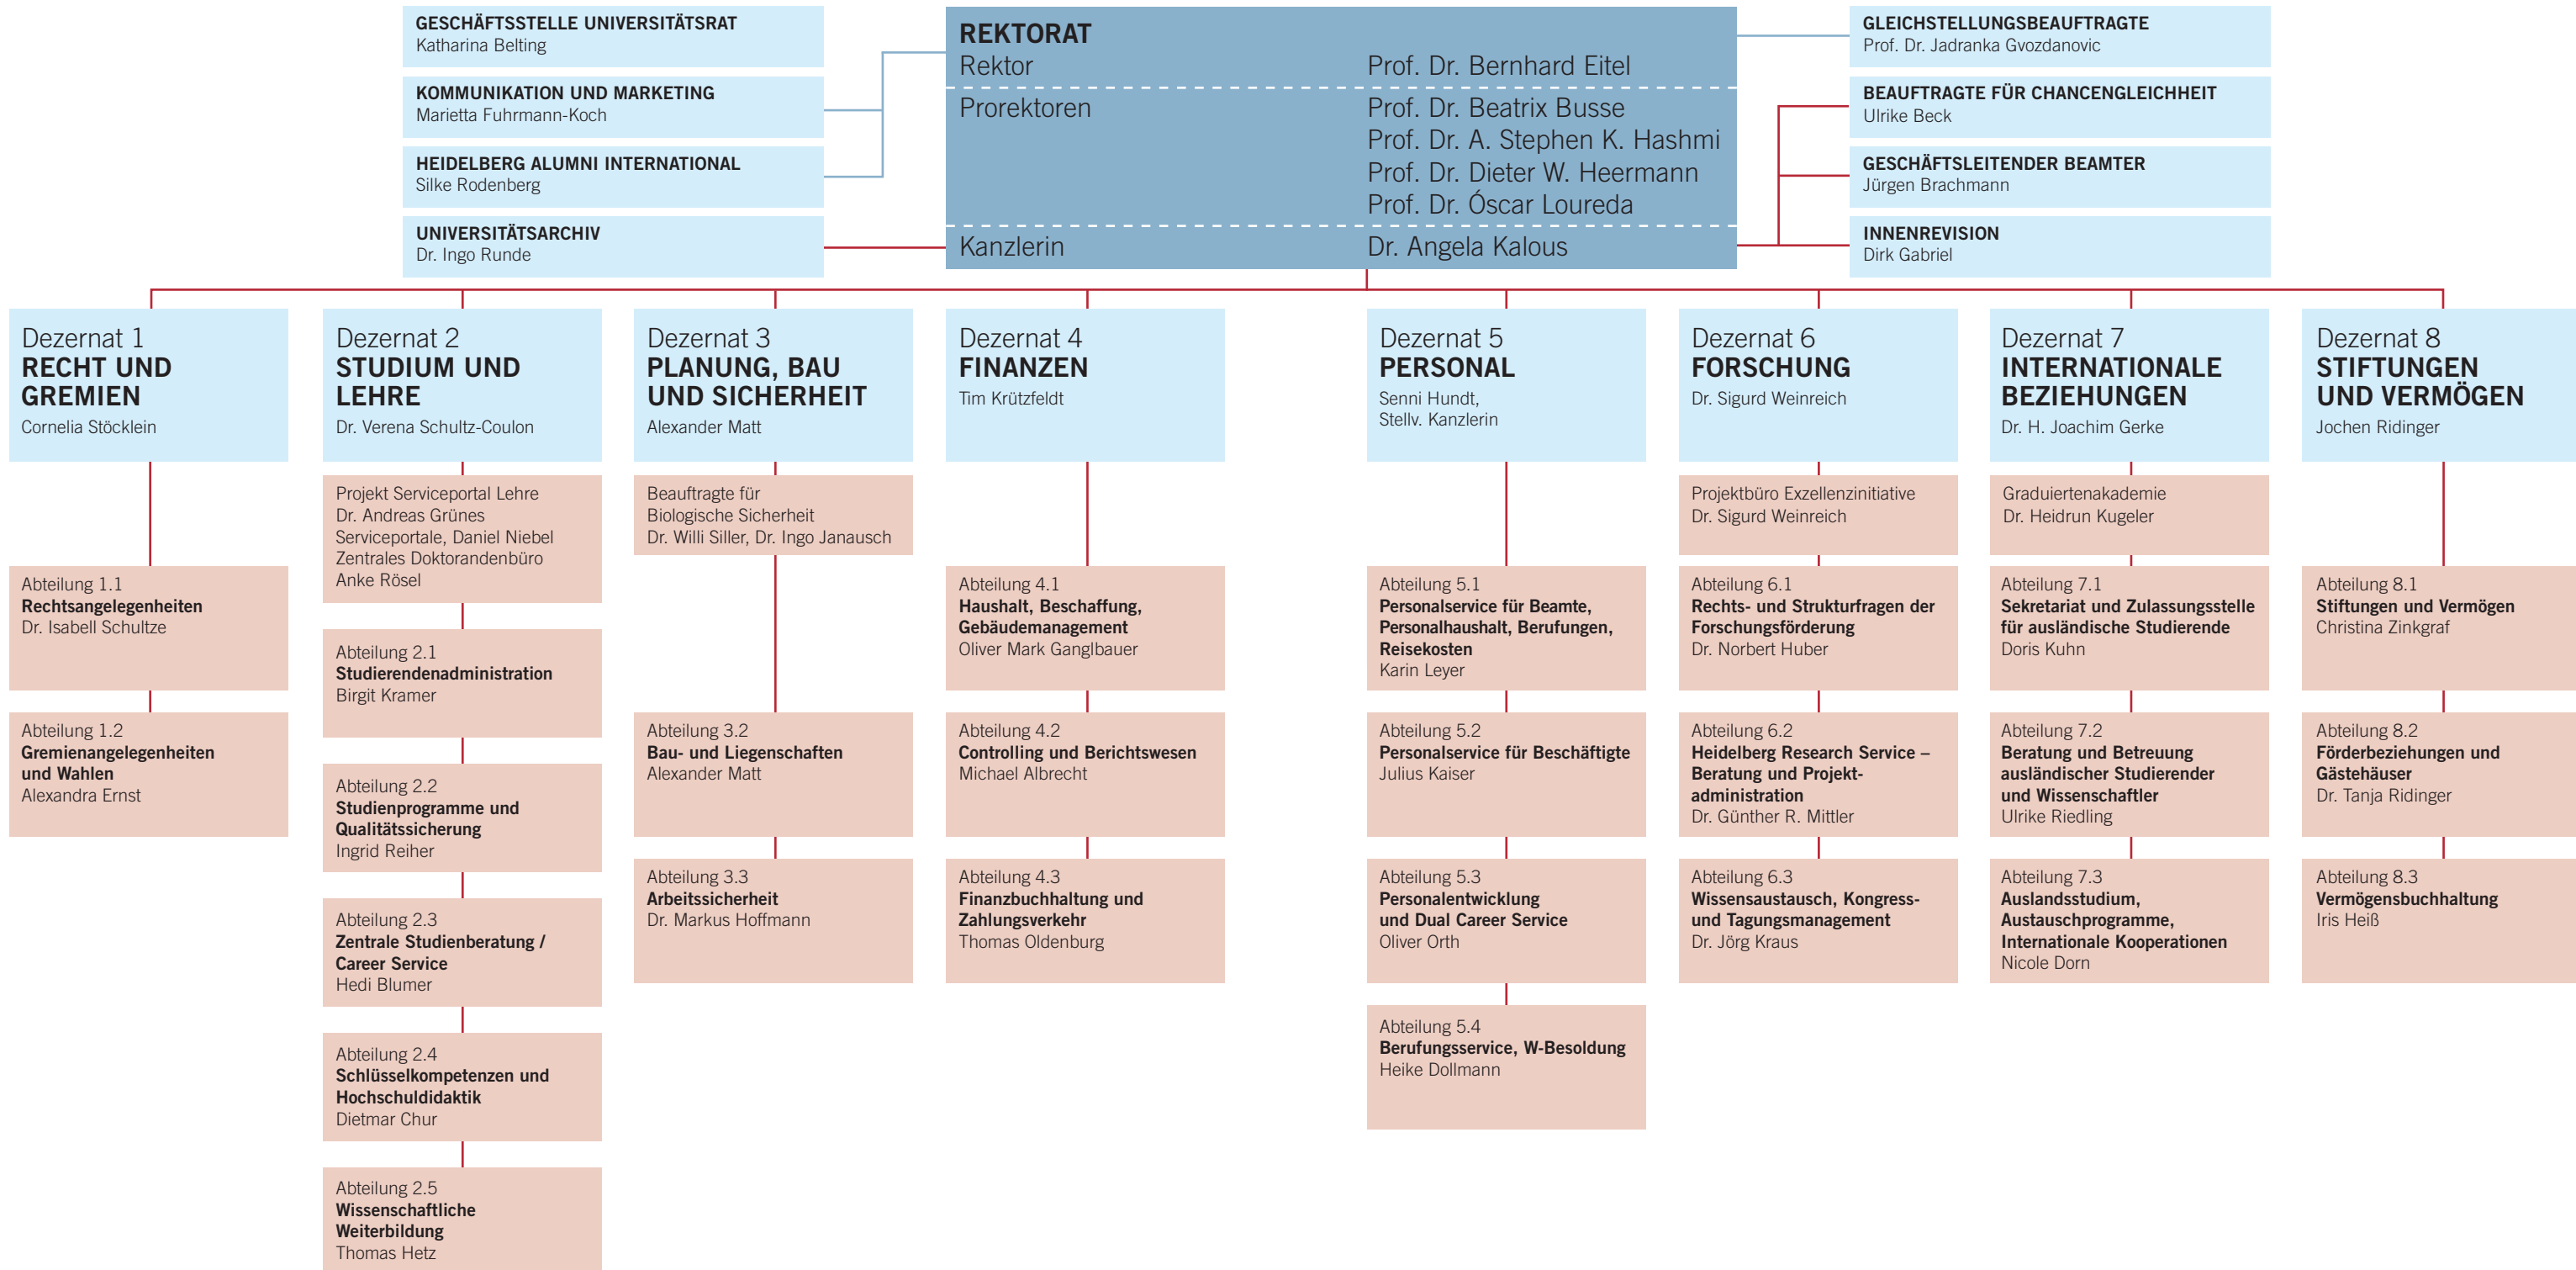 GESCHÄFTSSTELLE UNIVERSITÄTSRAT
Katharina Belting
KOMMUNIKATION UND MARKETING
Marietta Fuhrmann-Koch
HEIDELBERG ALUMNI INTERNATIONAL
Silke Rodenberg
UNIVERSITÄTSARCHIV
Dr. Ingo Runde
REKTORAT
Rektor Prof. Dr. Bernhard Eitel
Prorektoren Prof. Dr. Beatrix Busse
Prof. Dr. A. Stephen K. Hashmi
Prof. Dr. Dieter W. Heermann
Prof. Dr. Óscar Loureda
Kanzlerin Dr. Angela Kalous
GLEICHSTELLUNGSBEAUFTRAGTE
Prof. Dr. Jadranka Gvozdanovic
BEAUFTRAGTE FÜR CHANCENGLEICHHEIT
Ulrike Beck
GESCHÄFTSLEITENDER BEAMTER
Jürgen Brachmann
INNENREVISION
Dirk Gabriel
Dezernat 1
RECHT UND
GREMIEN
Cornelia Stöcklein
Abteilung 1.1
Rechtsangelegenheiten
Dr. Isabell Schultze
Abteilung 1.2
Gremienangelegenheiten
und Wahlen
Alexandra Ernst
Dezernat 2
STUDIUM UND
LEHRE
Dr. Verena Schultz-Coulon
Projekt Serviceportal Lehre
Dr. Andreas Grünes
Serviceportale, Daniel Niebel
Zentrales Doktorandenbüro
Anke Rösel
Abteilung 2.1
Studierendenadministration
Birgit Kramer
Abteilung 2.2
Studienprogramme und
Qualitätssicherung
Ingrid Reiher
Abteilung 2.3
Zentrale Studienberatung /
Career Service
Hedi Blumer
Abteilung 2.4
Schlüsselkompetenzen und
Hochschuldidaktik
Dietmar Chur
Abteilung 2.5
Wissenschaftliche
Weiterbildung
Thomas Hetz
Dezernat 3
PLANUNG, BAU
UND SICHERHEIT
Alexander Matt
Beauftragte für
Biologische Sicherheit
Dr. Willi Siller, Dr. Ingo Janausch
Abteilung 3.2
Bau- und Liegenschaften
Alexander Matt
Abteilung 3.3
Arbeitssicherheit
Dr. Markus Hoffmann
Dezernat 4
FINANZEN
Tim Krützfeldt
Abteilung 4.1
Haushalt, Beschaffung,
Gebäudemanagement
Oliver Mark Ganglbauer
Abteilung 4.2
Controlling und Berichtswesen
Michael Albrecht
Abteilung 4.3
Finanzbuchhaltung und
Zahlungsverkehr
Thomas Oldenburg
Dezernat 5
PERSONAL
Senni Hundt,
Stellv. Kanzlerin
Abteilung 5.1
Personalservice für Beamte,
Personalhaushalt, Berufungen,
Reisekosten
Karin Leyer
Abteilung 5.2
Personalservice für Beschäftigte
Julius Kaiser
Abteilung 5.3
Personalentwicklung
und Dual Career Service
Oliver Orth
Abteilung 5.4
Berufungsservice, W-Besoldung
Heike Dollmann
Dezernat 6
FORSCHUNG
Dr. Sigurd Weinreich
Projektbüro Exzellenzinitiative
Dr. Sigurd Weinreich
Abteilung 6.1
Rechts- und Strukturfragen der
Forschungsförderung
Dr. Norbert Huber
Abteilung 6.2
Heidelberg Research Service –
Beratung und Projekt-
administration
Dr. Günther R. Mittler
Abteilung 6.3
Wissensaustausch, Kongress-
und Tagungsmanagement
Dr. Jörg Kraus
Dezernat 7
INTERNATIONALE
BEZIEHUNGEN
Dr. H. Joachim Gerke
Graduiertenakademie
Dr. Heidrun Kugeler
Abteilung 7.1
Sekretariat und Zulassungsstelle
für ausländische Studierende
Doris Kuhn
Abteilung 7.2
Beratung und Betreuung
ausländischer Studierender
und Wissenschaftler
Ulrike Riedling
Abteilung 7.3
Auslandsstudium,
Austauschprogramme,
Internationale Kooperationen
Nicole Dorn
Dezernat 8
STIFTUNGEN
UND VERMÖGEN
Jochen Ridinger
Abteilung 8.1
Stiftungen und Vermögen
Christina Zinkgraf
Abteilung 8.2
Förderbeziehungen und
Gästehäuser
Dr. Tanja Ridinger
Abteilung 8.3
Vermögensbuchhaltung
Iris Heiß